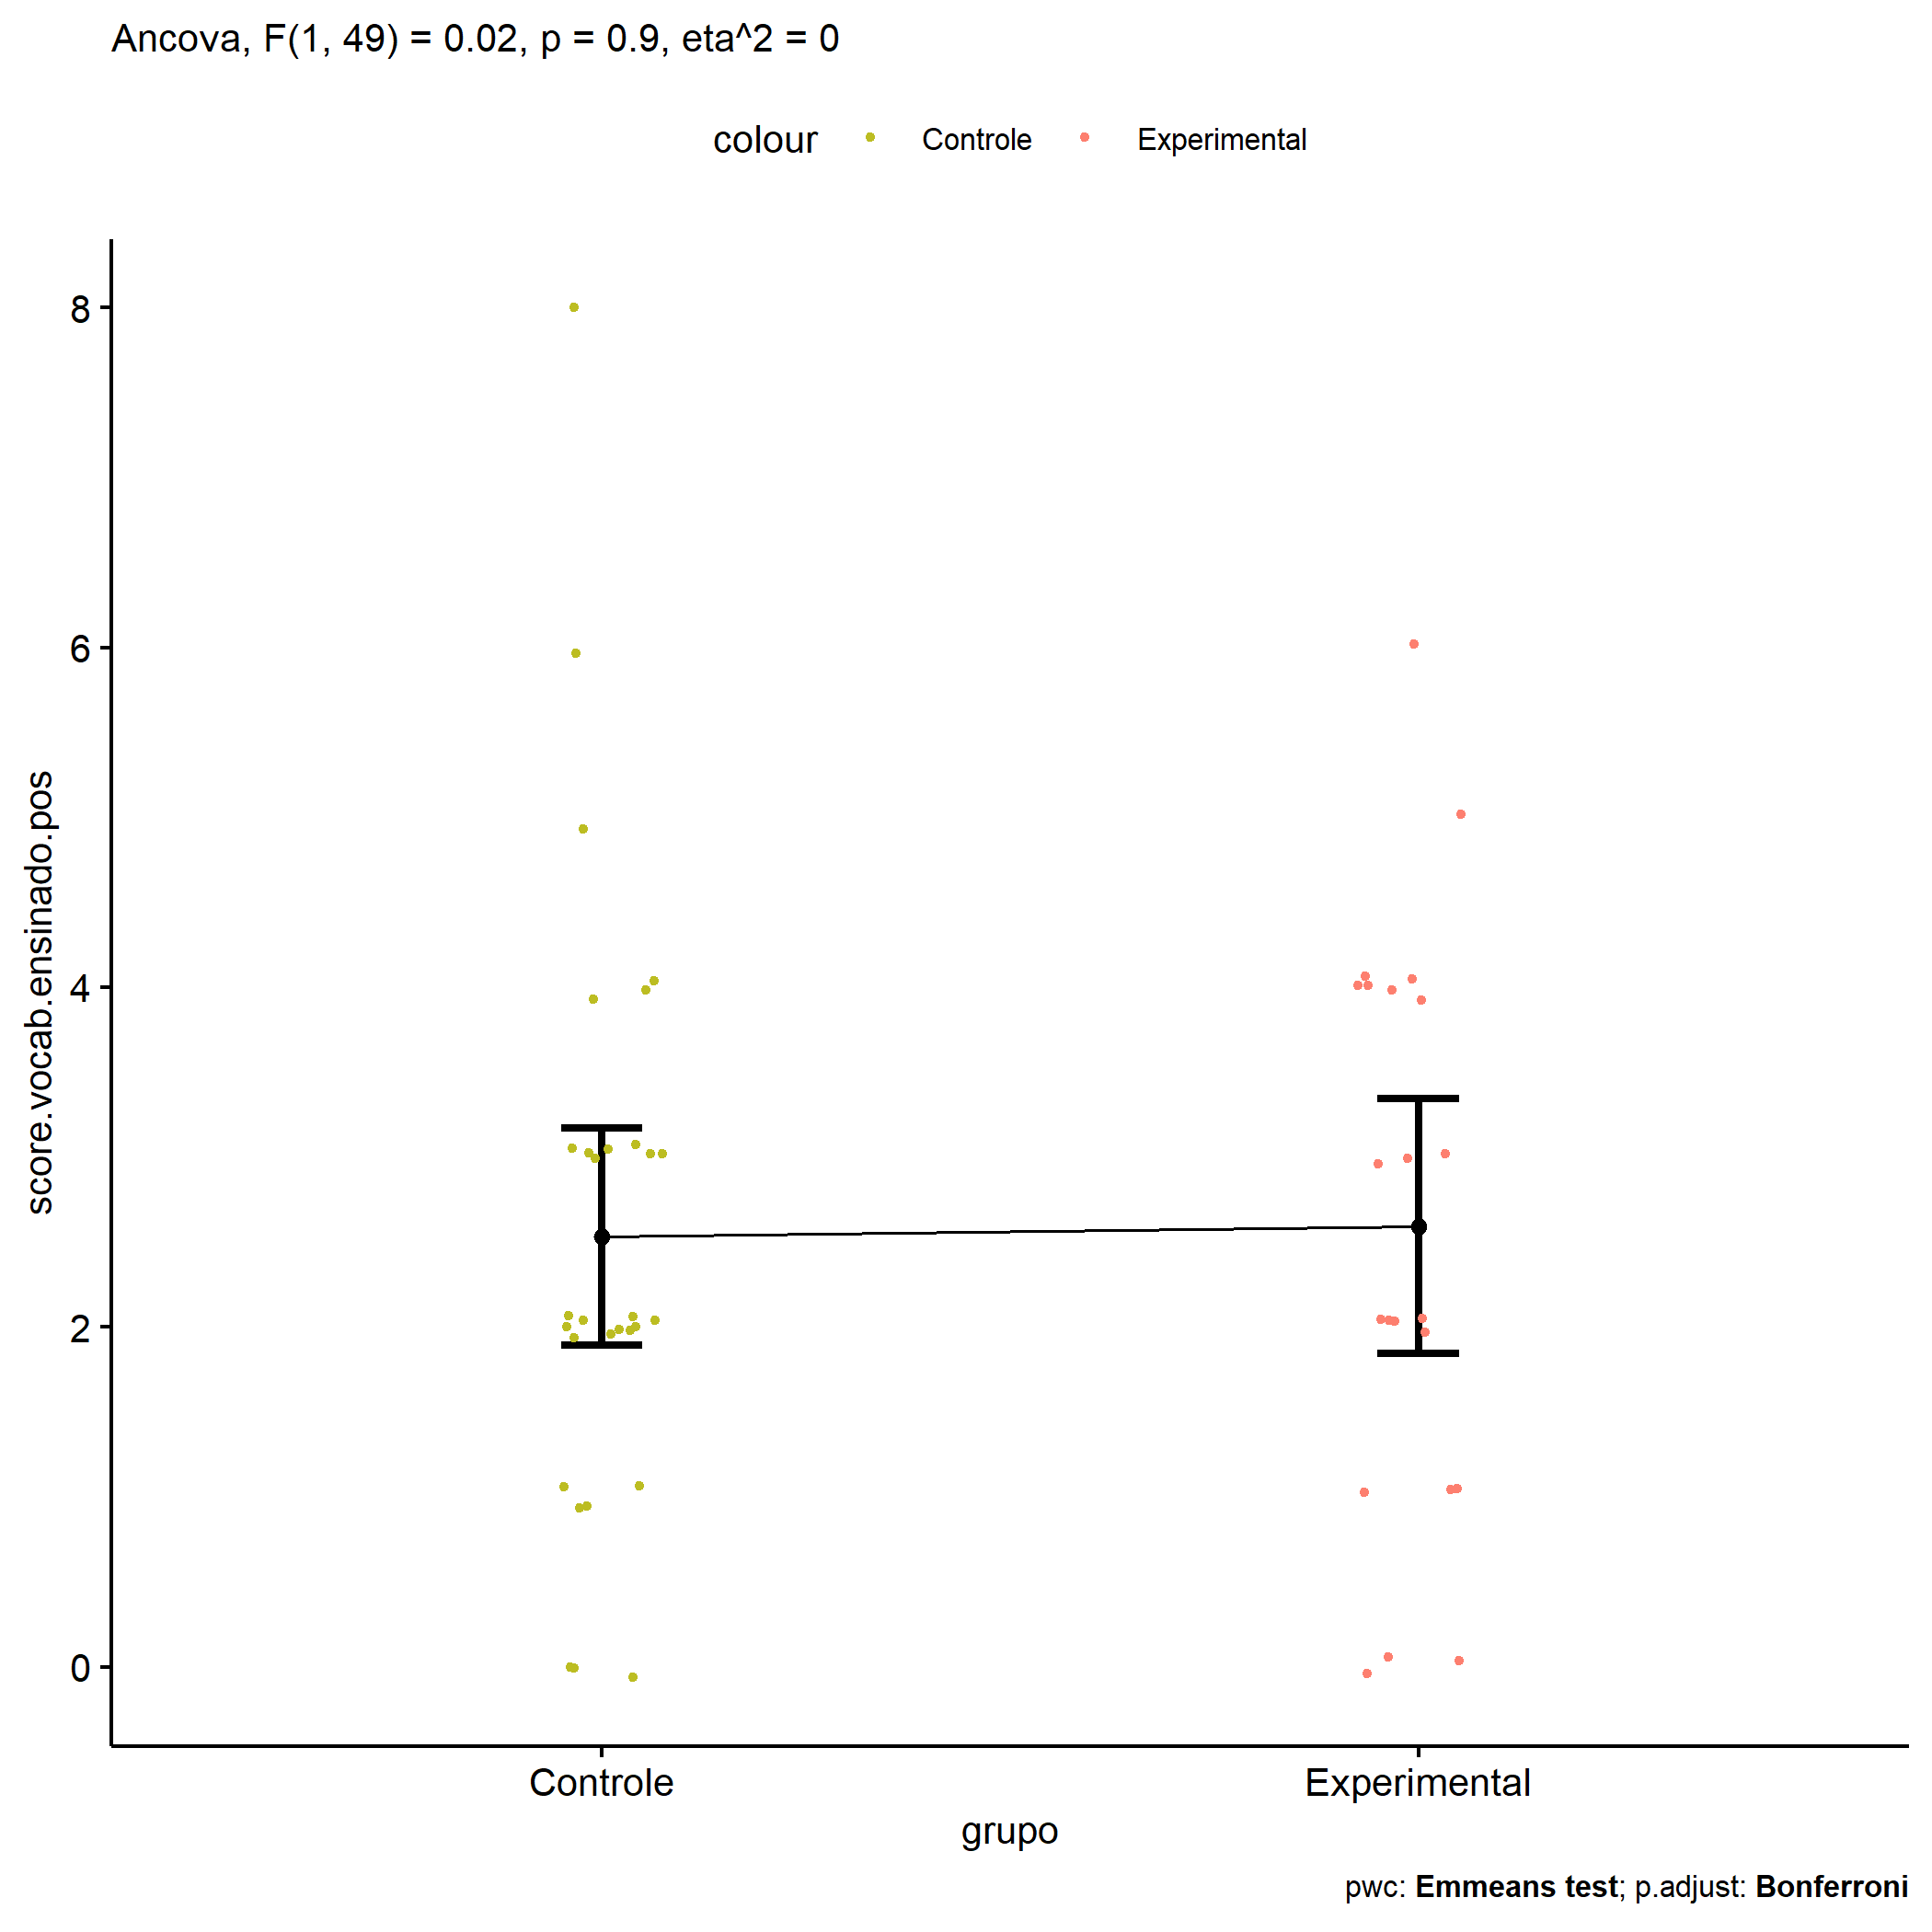 Ancova, F(1, 49) = 0.02, p = 0.9, eta^2 = 0
colour Controle Experimental
score.vocab.ensinado.pos
8
6
4
2
0
Controle Experimental
grupo
pwc: Emmeans test; p.adjust: Bonferroni